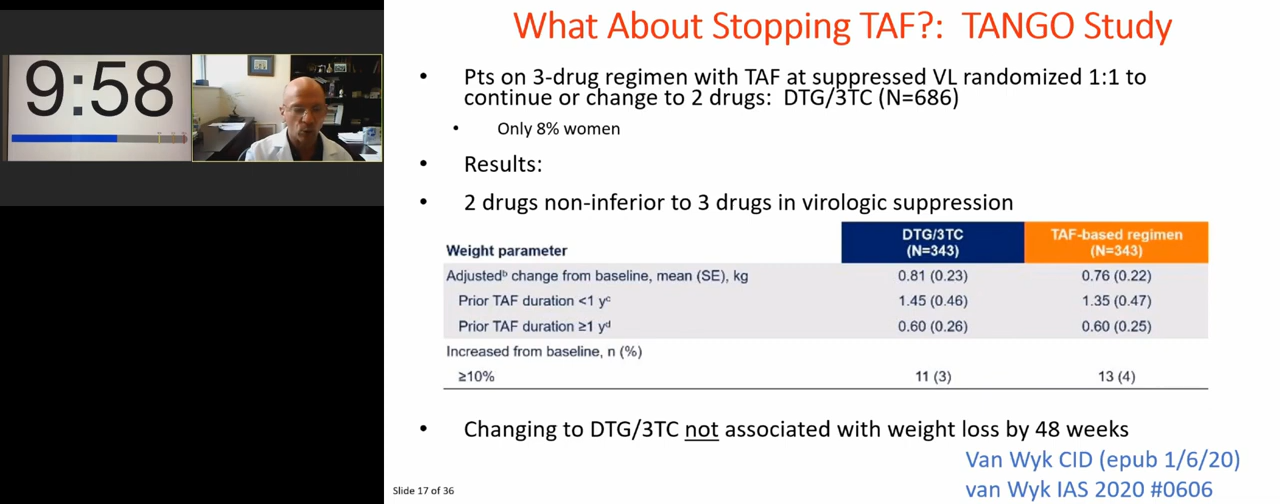 9:58
What About Stopping TAF?: TANGO Study
• Pts on 3-drug regimen with TAF at suppressed VL randomized 1:1 to
continue or change to 2 drugs: DTG/3TC (N=686)
• Only 8% women
• Results:
• 2 drugs non-inferior to 3 drugs in virologic suppression
Weight parameter DTG/3TC (N=343) TAF-based regimen (N=343)
Adjustedᵇ change from baseline, mean (SE), kg 0.81 (0.23) 0.76 (0.22)
Prior TAF duration <1 yᶜ 1.45 (0.46) 1.35 (0.47)
Prior TAF duration ≥1 yᵈ 0.60 (0.26) 0.60 (0.25)
Increased from baseline, n (%)
≥10% 11 (3) 13 (4)
• Changing to DTG/3TC not associated with weight loss by 48 weeks
Van Wyk CID (epub 1/6/20)
van Wyk IAS 2020 #0606
Slide 17 of 36